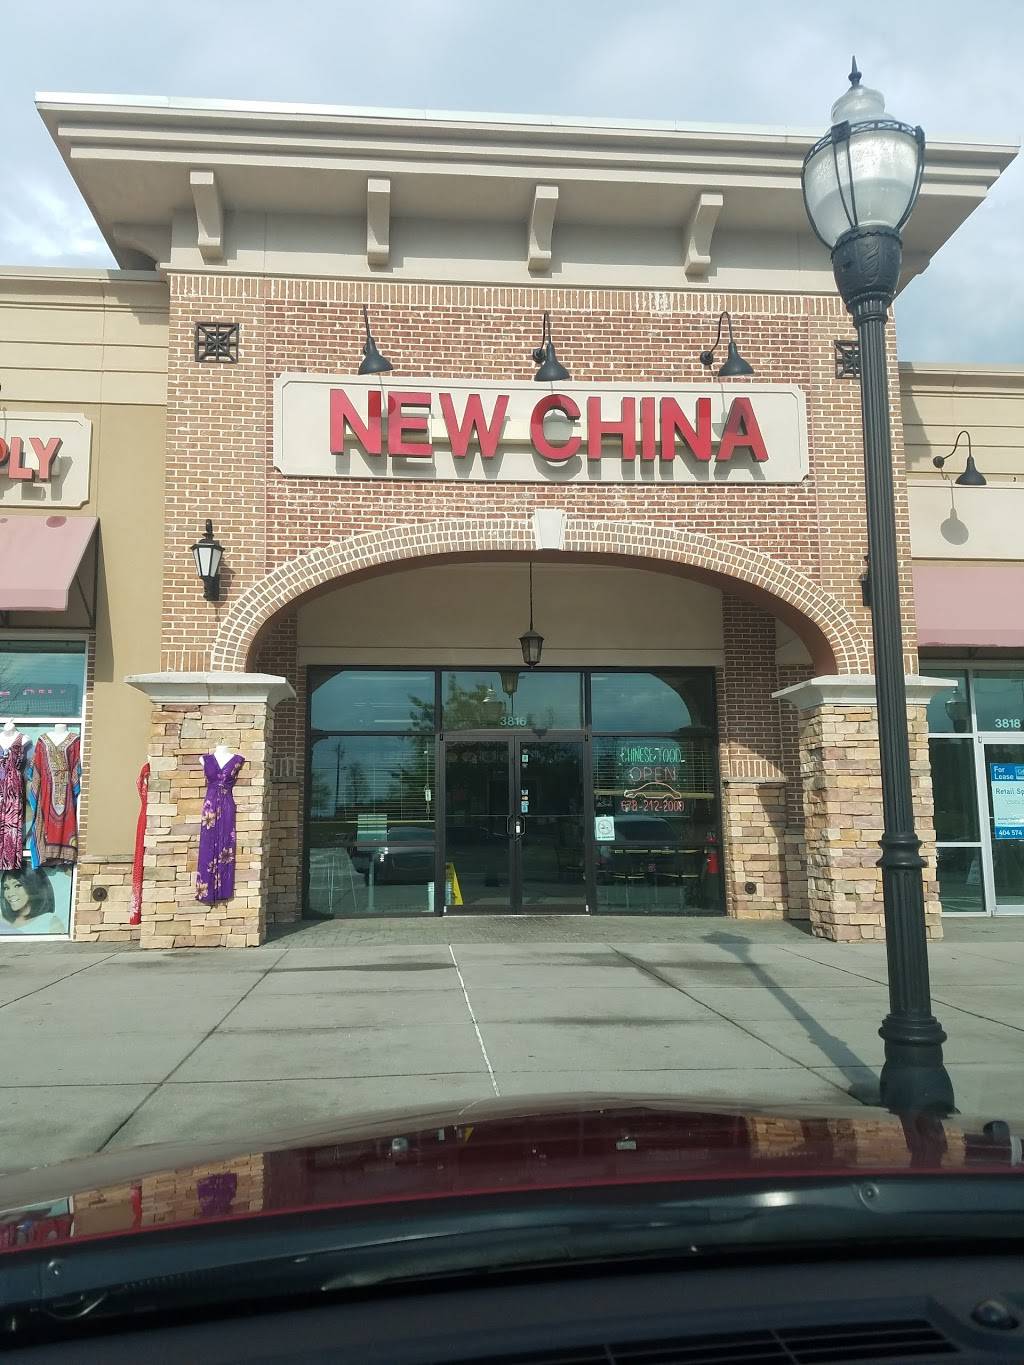 NEW CHINA
PLY
3816
CHINESE FOOD
OPEN
678-212-2008
3818
For
Lease
Retail Sp
404 574